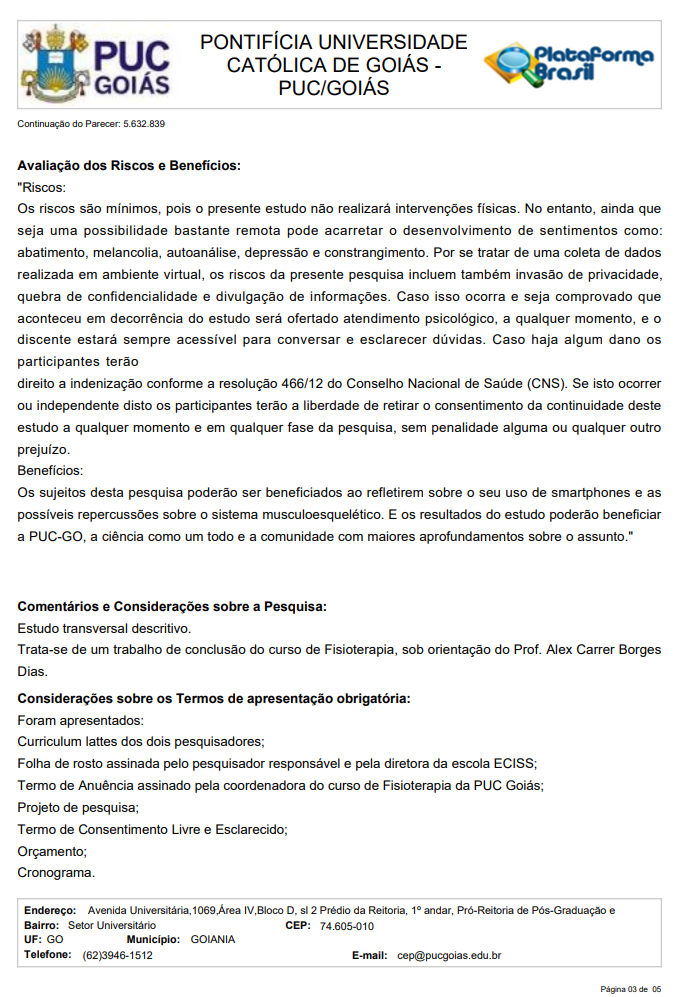 PUC
GOIÁS
PONTIFÍCIA UNIVERSIDADE
CATÓLICA DE GOIÁS -
PUC/GOIÁS
Plataforma
Brasil
Continuação do Parecer: 5.632.839
Avaliação dos Riscos e Benefícios:
"Riscos:
Os riscos são mínimos, pois o presente estudo não realizará intervenções físicas. No entanto, ainda que
seja uma possibilidade bastante remota pode acarretar o desenvolvimento de sentimentos como:
abatimento, melancolia, autoanálise, depressão e constrangimento. Por se tratar de uma coleta de dados
realizada em ambiente virtual, os riscos da presente pesquisa incluem também invasão de privacidade,
quebra de confidencialidade e divulgação de informações. Caso isso ocorra e seja comprovado que
aconteceu em decorrência do estudo será ofertado atendimento psicológico, a qualquer momento, e o
discente estará sempre acessível para conversar e esclarecer dúvidas. Caso haja algum dano os
participantes terão
direito a indenização conforme a resolução 466/12 do Conselho Nacional de Saúde (CNS). Se isto ocorrer
ou independente disto os participantes terão a liberdade de retirar o consentimento da continuidade deste
estudo a qualquer momento e em qualquer fase da pesquisa, sem penalidade alguma ou qualquer outro
prejuízo.
Benefícios:
Os sujeitos desta pesquisa poderão ser beneficiados ao refletirem sobre o seu uso de smartphones e as
possíveis repercussões sobre o sistema musculoesquelético. E os resultados do estudo poderão beneficiar
a PUC-GO, a ciência como um todo e a comunidade com maiores aprofundamentos sobre o assunto."
Comentários e Considerações sobre a Pesquisa:
Estudo transversal descritivo.
Trata-se de um trabalho de conclusão do curso de Fisioterapia, sob orientação do Prof. Alex Carrer Borges
Dias.
Considerações sobre os Termos de apresentação obrigatória:
Foram apresentados:
Curriculum lattes dos dois pesquisadores;
Folha de rosto assinada pelo pesquisador responsável e pela diretora da escola ECISS;
Termo de Anuência assinado pela coordenadora do curso de Fisioterapia da PUC Goiás;
Projeto de pesquisa;
Termo de Consentimento Livre e Esclarecido;
Orçamento;
Cronograma.
Endereço: Avenida Universitária,1069,Área IV,Bloco D, sl 2 Prédio da Reitoria, 1º andar, Pró-Reitoria de Pós-Graduação e
Bairro: Setor Universitário CEP: 74.605-010
UF: GO Município: GOIANIA
Telefone: (62)3946-1512 E-mail: cep@pucgoias.edu.br
Página 03 de 05